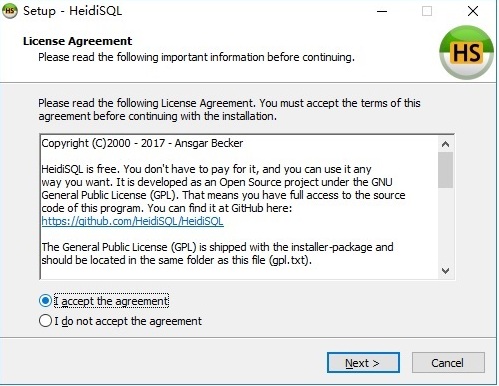 Setup - HeidiSQL
License Agreement
Please read the following important information before continuing.
HS
Please read the following License Agreement. You must accept the terms of this
agreement before continuing with the installation.
Copyright (C)2000 - 2017 - Ansgar Becker
HeidiSQL is free. You don't have to pay for it, and you can use it any
way you want. It is developed as an Open Source project under the GNU
General Public License (GPL). That means you have full access to the source
code of this program. You can find it at GitHub here:
https://github.com/HeidiSQL/HeidiSQL
The General Public License (GPL) is shipped with the installer-package and
should be located in the same folder as this file (gpl.txt).
I accept the agreement
I do not accept the agreement
Next >
Cancel